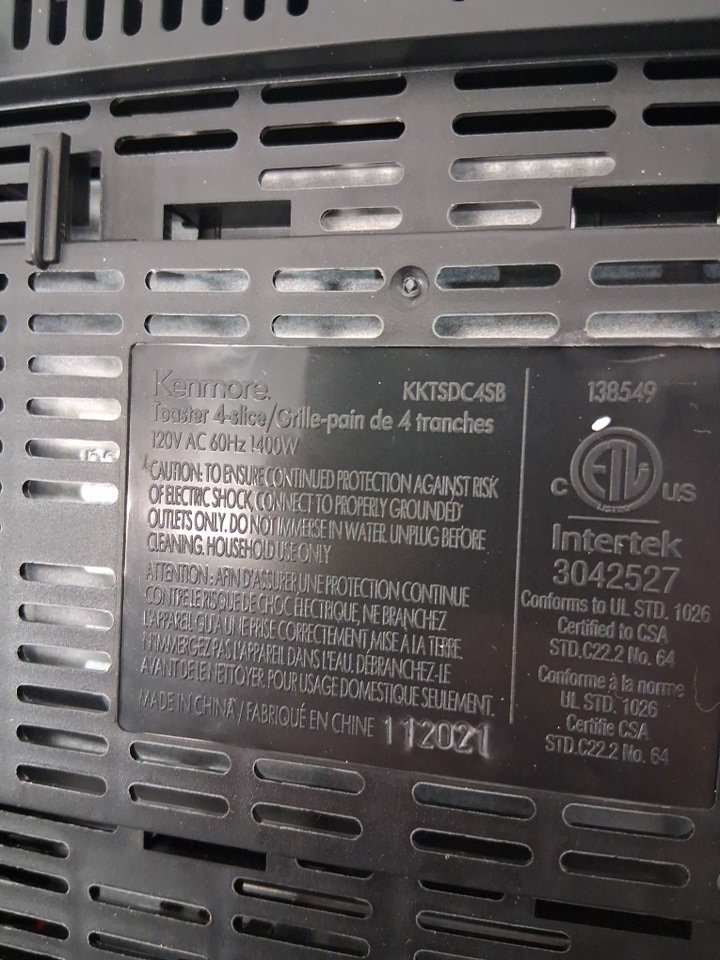 Kenmore. KKTSDC4SB
Toaster 4-slice/Grille-pain de 4 tranches
120V AC 60Hz 1400W
CAUTION: TO ENSURE CONTINUED PROTECTION AGAINST RISK
OF ELECTRIC SHOCK, CONNECT TO PROPERLY GROUNDED
OUTLETS ONLY. DO NOT IMMERSE IN WATER. UNPLUG BEFORE
CLEANING. HOUSEHOLD USE ONLY
ATTENTION : AFIN D'ASSURER UNE PROTECTION CONTINUE
CONTRE LE RISQUE DE CHOC ÉLECTRIQUE, NE BRANCHEZ
L'APPAREIL QU'À UNE PRISE CORRECTEMENT MISE À LA TERRE.
N'IMMERGEZ PAS L'APPAREIL DANS L'EAU. DÉBRANCHEZ-LE
AVANT DE LE NETTOYER. POUR USAGE DOMESTIQUE SEULEMENT.
MADE IN CHINA / FABRIQUÉ EN CHINE 112021
138549
ETL
C US
LISTED
Intertek
3042527
Conforms to UL STD. 1026
Certified to CSA
STD.C22.2 No. 64
Conforme à la norme
UL STD. 1026
Certifie CSA
STD.C22.2 No. 64